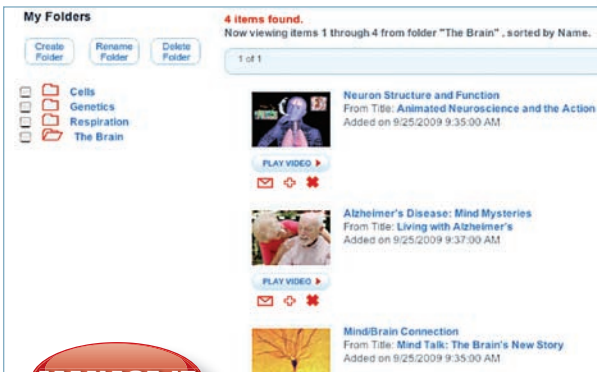 My Folders
Create Folder
Rename Folder
Delete Folder
Cells
Genetics
Respiration
The Brain
4 items found.
Now viewing items 1 through 4 from folder "The Brain" , sorted by Name.
1 of 1
Neuron Structure and Function
From Title: Animated Neuroscience and the Action
Added on 9/25/2009 9:35:00 AM
PLAY VIDEO
Alzheimer's Disease: Mind Mysteries
From Title: Living with Alzheimer's
Added on 9/25/2009 9:37:00 AM
PLAY VIDEO
Mind/Brain Connection
From Title: Mind Talk: The Brain's New Story
Added on 9/25/2009 9:35:00 AM